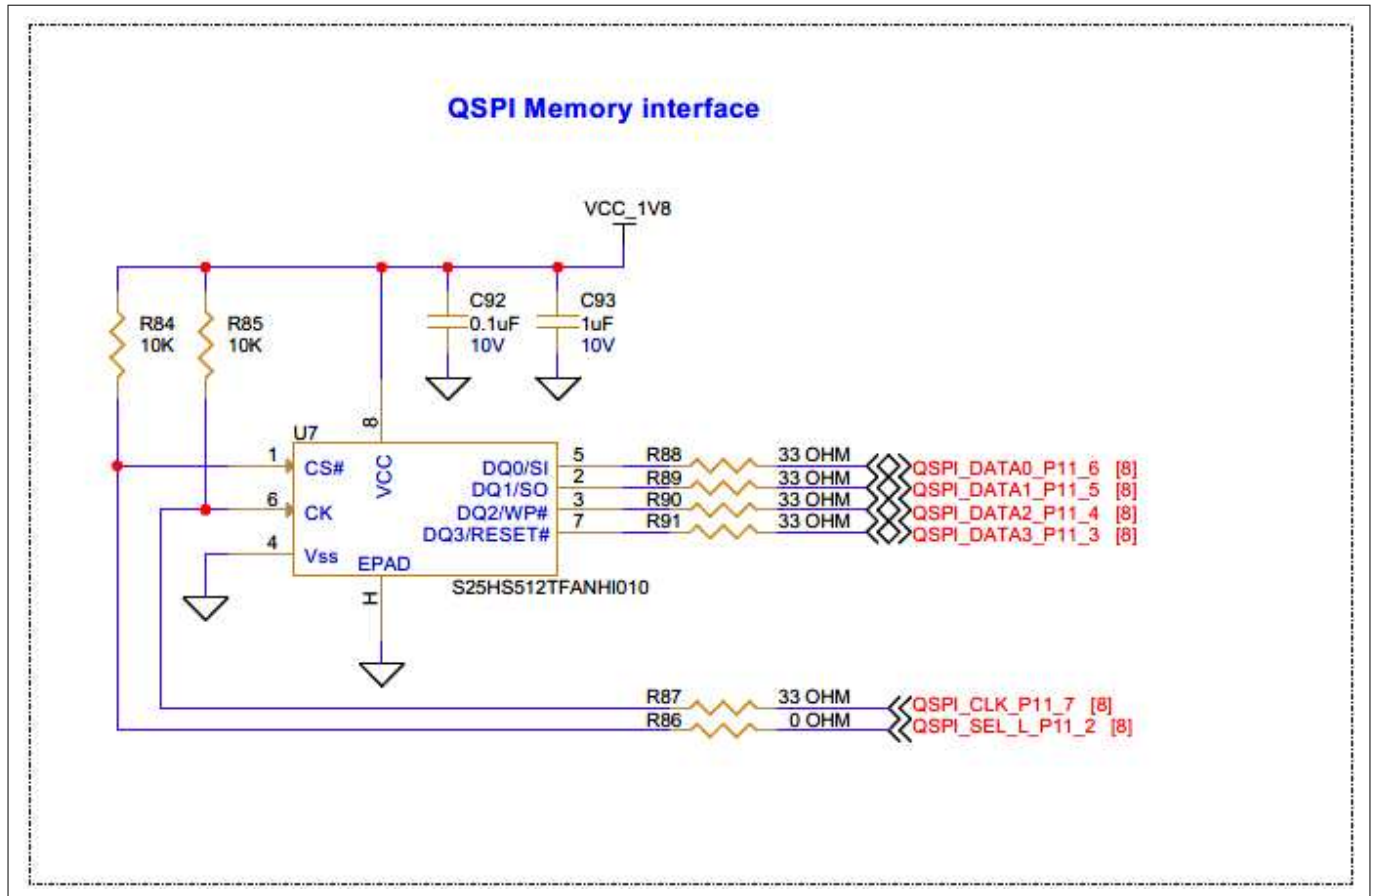 QSPI Memory interface
VCC_1V8
R84
10K
R85
10K
C92
0.1uF
10V
C93
1uF
10V
8
U7
1
CS#
VCC
6
CK
4
Vss
EPAD
H
DQ0/SI
5
DQ1/SO
2
DQ2/WP#
3
DQ3/RESET#
7
S25HS512TFANHI010
R88 33 OHM QSPI_DATA0_P11_6 [8]
R89 33 OHM QSPI_DATA1_P11_5 [8]
R90 33 OHM QSPI_DATA2_P11_4 [8]
R91 33 OHM QSPI_DATA3_P11_3 [8]
R87 33 OHM QSPI_CLK_P11_7 [8]
R86 0 OHM QSPI_SEL_L_P11_2 [8]